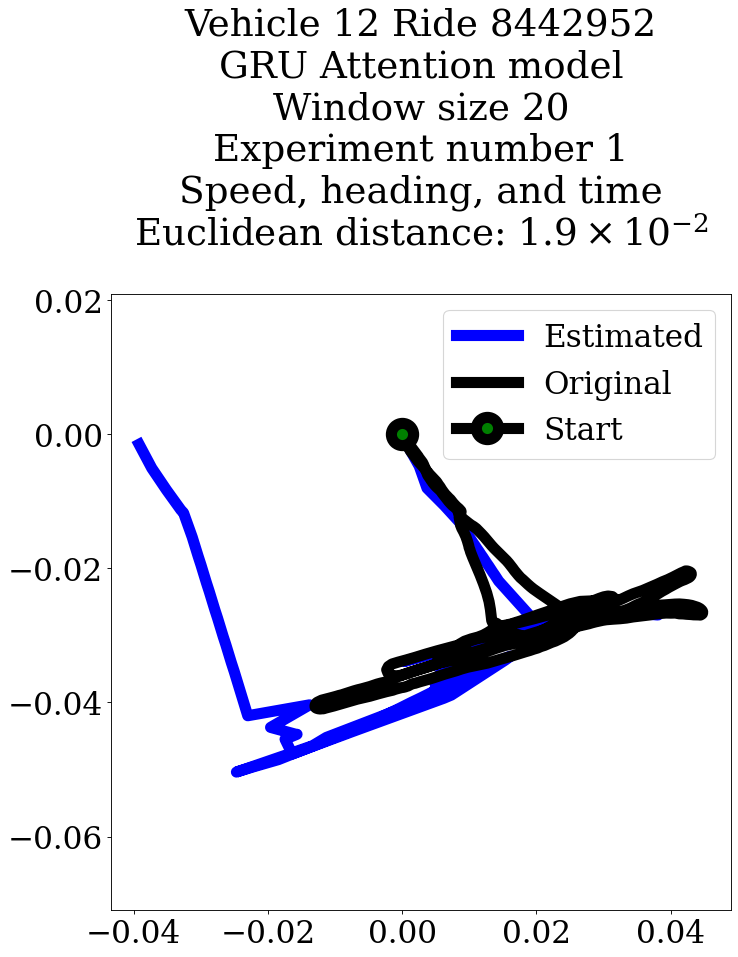 Vehicle 12 Ride 8442952
GRU Attention model
Window size 20
Experiment number 1
Speed, heading, and time
Euclidean distance: 1.9 × 10⁻²
0.02
0.00
−0.02
−0.04
−0.06
Estimated
Original
Start
−0.04 −0.02 0.00 0.02 0.04